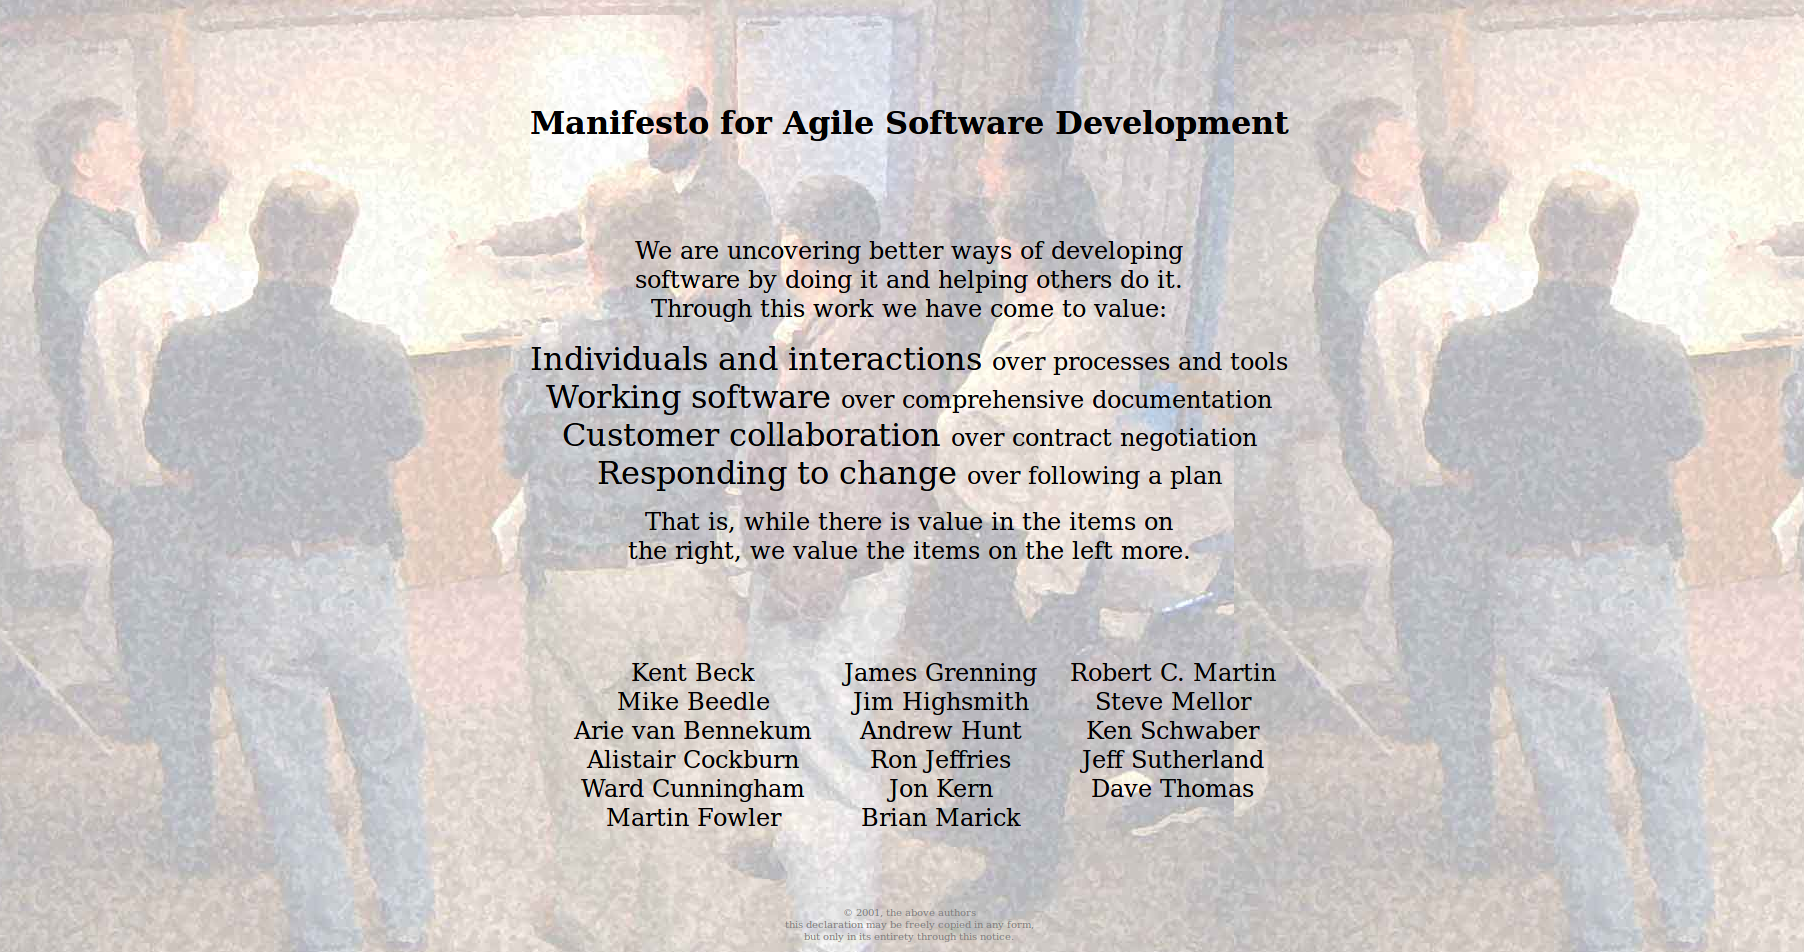 Manifesto for Agile Software Development
We are uncovering better ways of developing
software by doing it and helping others do it.
Through this work we have come to value:
Individuals and interactions over processes and tools
Working software over comprehensive documentation
Customer collaboration over contract negotiation
Responding to change over following a plan
That is, while there is value in the items on
the right, we value the items on the left more.
Kent Beck
Mike Beedle
Arie van Bennekum
Alistair Cockburn
Ward Cunningham
Martin Fowler
James Grenning
Jim Highsmith
Andrew Hunt
Ron Jeffries
Jon Kern
Brian Marick
Robert C. Martin
Steve Mellor
Ken Schwaber
Jeff Sutherland
Dave Thomas
© 2001, the above authors
this declaration may be freely copied in any form,
but only in its entirety through this notice.